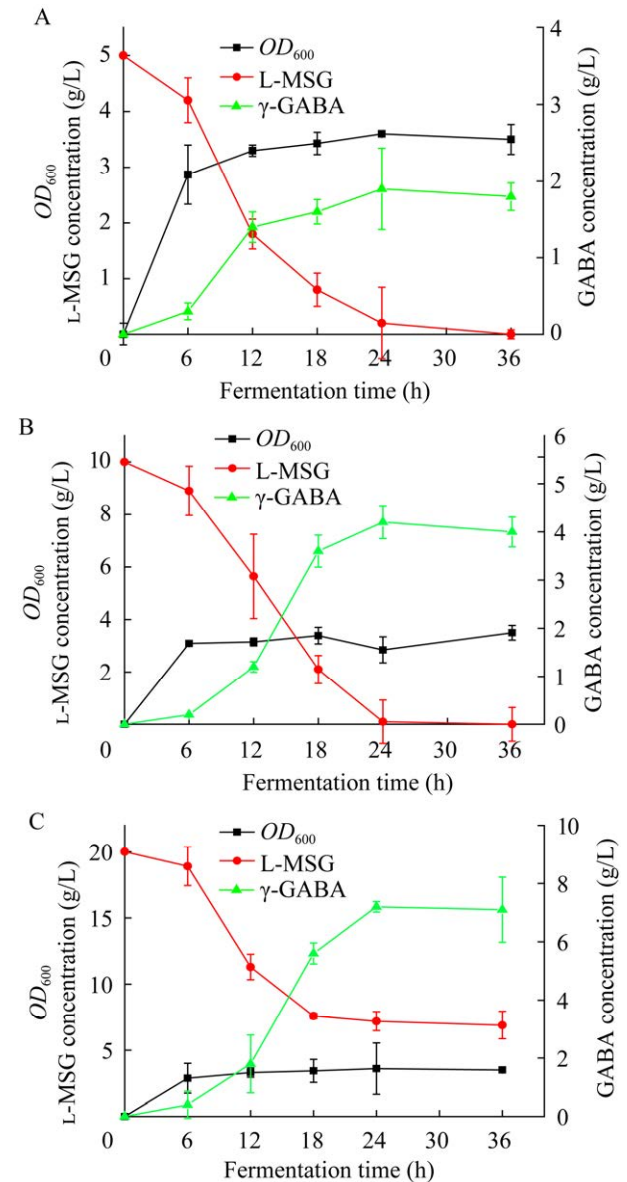 A
OD600
L-MSG
γ-GABA
5
4
3
2
1
4
3
2
1
0
0 6 12 18 24 30 36
OD600
L-MSG concentration (g/L)
GABA concentration (g/L)
Fermentation time (h)
B
OD600
L-MSG
γ-GABA
10
8
6
4
2
6
5
4
3
2
1
0
0 6 12 18 24 30 36
OD600
L-MSG concentration (g/L)
GABA concentration (g/L)
Fermentation time (h)
C
OD600
L-MSG
γ-GABA
20
15
10
5
10
8
6
4
2
0
0 6 12 18 24 30 36
OD600
L-MSG concentration (g/L)
GABA concentration (g/L)
Fermentation time (h)